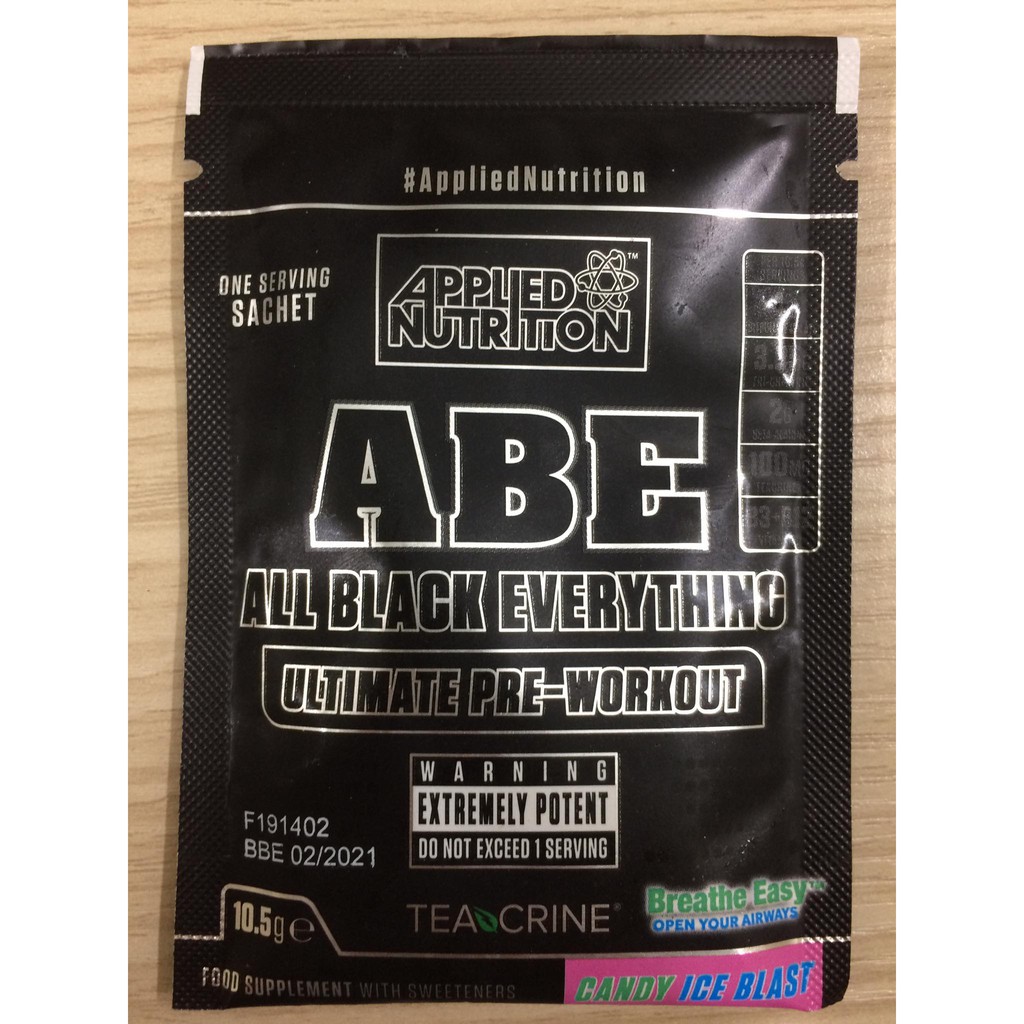 #AppliedNutrition
ONE SERVING
SACHET
APPLIED
NUTRITION™
ABE
ALL BLACK EVERYTHING
ULTIMATE PRE-WORKOUT
WARNING
EXTREMELY POTENT
DO NOT EXCEED 1 SERVING
F191402
BBE 02/2021
10.5g℮
TEACRINE®
Breathe Easy™
OPEN YOUR AIRWAYS
FOOD SUPPLEMENT WITH SWEETENERS
CANDY ICE BLAST